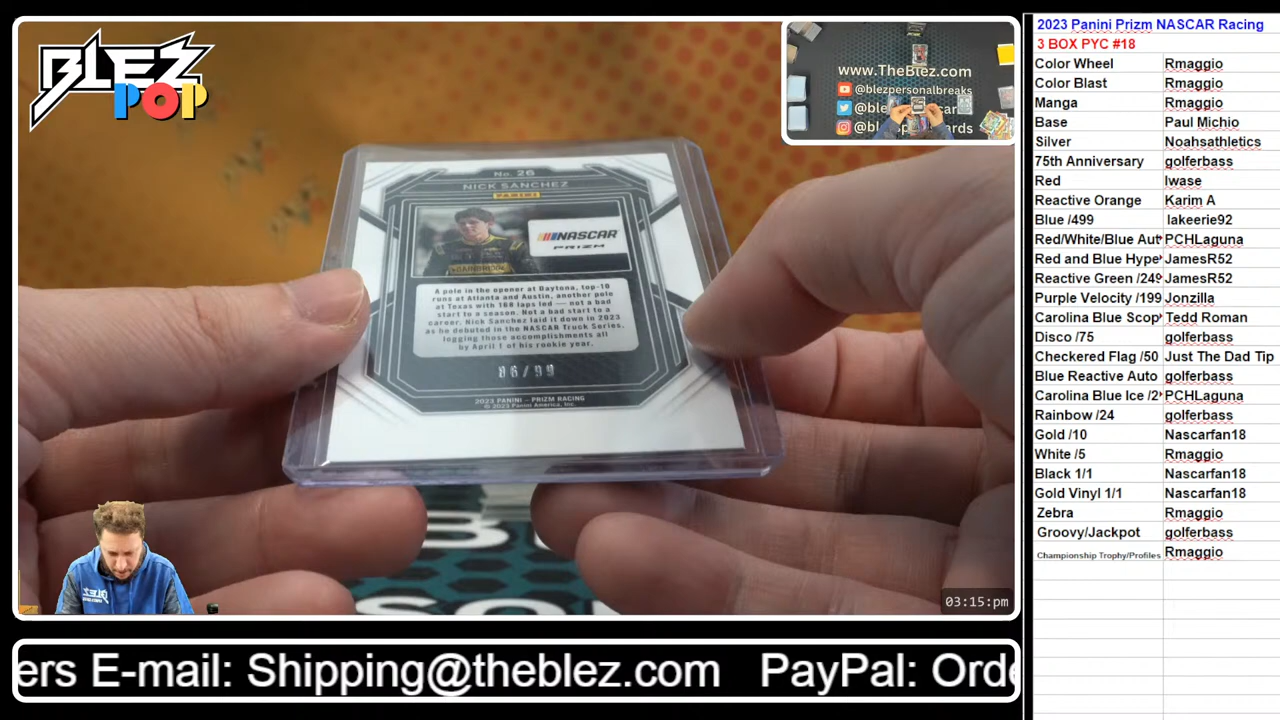 BLEZ
POP
No. 26
NICK SANCHEZ
PANINI
NASCAR
PRIZM
GAINBRIDGE
A pole in the opener at Daytona, top-10
runs at Atlanta and Austin, another pole
at Texas with 168 laps led — not a bad
start to a season. Not a bad start to a
career. Nick Sanchez laid it down in 2023
as he debuted in the NASCAR Truck Series,
logging those accomplishments all
by April 1 of his rookie year.
86/99
2023 PANINI – PRIZM RACING
© 2023 Panini America, Inc.
www.TheBlez.com
@blezpersonalbreaks
03:15:pm
BLEZ
ers E-mail: Shipping@theblez.com PayPal: Orde
2023 Panini Prizm NASCAR Racing
3 BOX PYC #18
Color Wheel Rmaggio
Color Blast Rmaggio
Manga Rmaggio
Base Paul Michio
Silver Noahsathletics
75th Anniversary golferbass
Red Iwase
Reactive Orange Karim A
Blue /499 lakeerie92
Red/White/Blue Aut PCHLaguna
Red and Blue Hype JamesR52
Reactive Green /249 JamesR52
Purple Velocity /199 Jonzilla
Carolina Blue Scop Tedd Roman
Disco /75 golferbass
Checkered Flag /50 Just The Dad Tip
Blue Reactive Auto golferbass
Carolina Blue Ice /2 PCHLaguna
Rainbow /24 golferbass
Gold /10 Nascarfan18
White /5 Rmaggio
Black 1/1 Nascarfan18
Gold Vinyl 1/1 Nascarfan18
Zebra Rmaggio
Groovy/Jackpot golferbass
Championship Trophy/Profiles Rmaggio